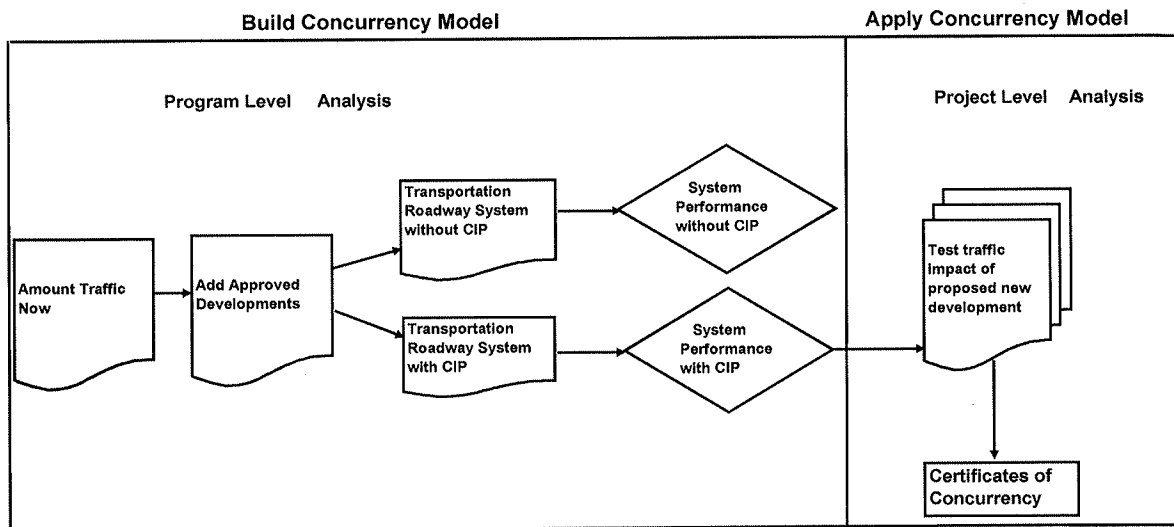 Build Concurrency Model
Apply Concurrency Model
Program Level Analysis
Project Level Analysis
Amount Traffic
Now
Add Approved
Developments
Transportation
Roadway System
without CIP
System
Performance
without CIP
Transportation
Roadway System
with CIP
System
Performance
with CIP
Test traffic
impact of
proposed new
development
Certificates of
Concurrency